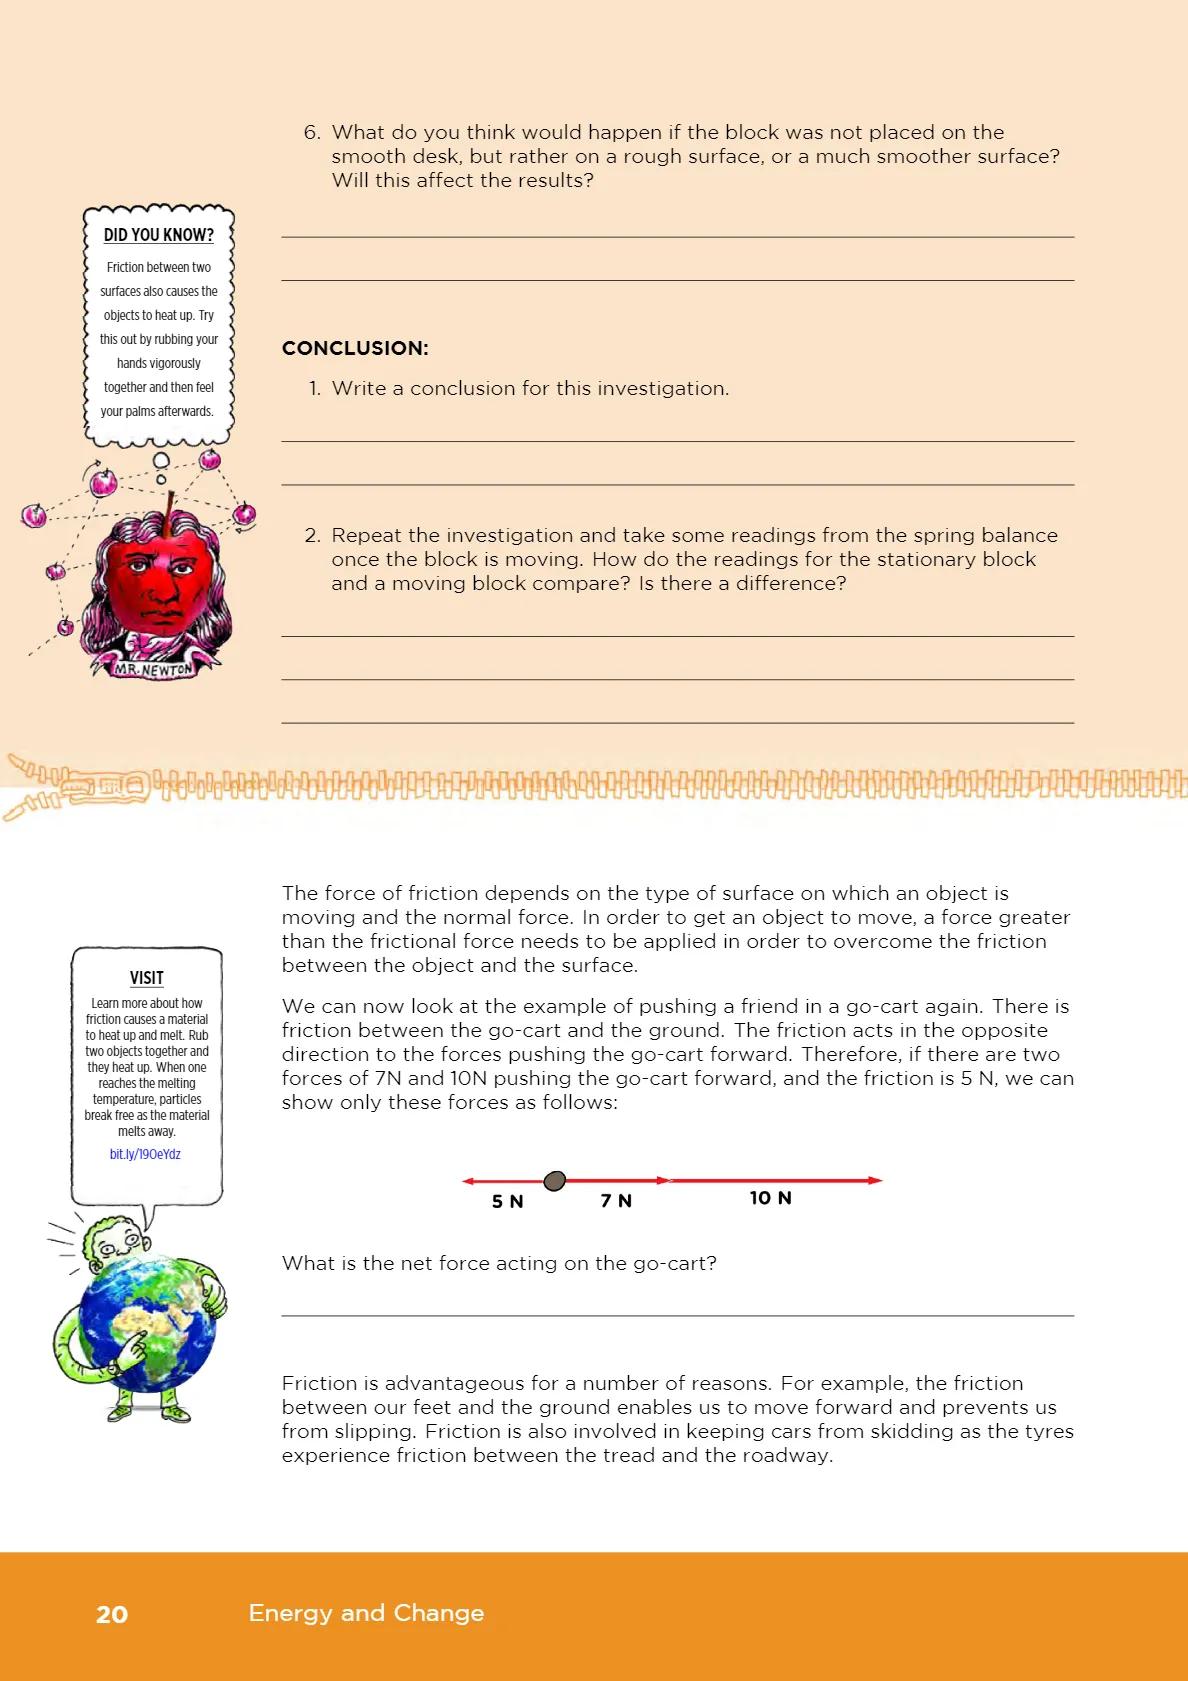 6. What do you think would happen if the block was not placed on the
smooth desk, but rather on a rough surface, or a much smoother surface?
Will this affect the results?
DID YOU KNOW?
Friction between two
surfaces also causes the
objects to heat up. Try
this out by rubbing your
hands vigorously
together and then feel
your palms afterwards.
MR. NEWTON
CONCLUSION:
1. Write a conclusion for this investigation.
2. Repeat the investigation and take some readings from the spring balance
once the block is moving. How do the readings for the stationary block
and a moving block compare? Is there a difference?
The force of friction depends on the type of surface on which an object is
moving and the normal force. In order to get an object to move, a force greater
than the frictional force needs to be applied in order to overcome the friction
between the object and the surface.
VISIT
Learn more about how
friction causes a material
to heat up and melt. Rub
two objects together and
they heat up. When one
reaches the melting
temperature, particles
break free as the material
melts away.
bit.ly/19OeYdz
We can now look at the example of pushing a friend in a go-cart again. There is
friction between the go-cart and the ground. The friction acts in the opposite
direction to the forces pushing the go-cart forward. Therefore, if there are two
forces of 7N and 10N pushing the go-cart forward, and the friction is 5 N, we can
show only these forces as follows:
5 N
7 N
10 N
What is the net force acting on the go-cart?
Friction is advantageous for a number of reasons. For example, the friction
between our feet and the ground enables us to move forward and prevents us
from slipping. Friction is also involved in keeping cars from skidding as the tyres
experience friction between the tread and the roadway.
20
Energy and Change